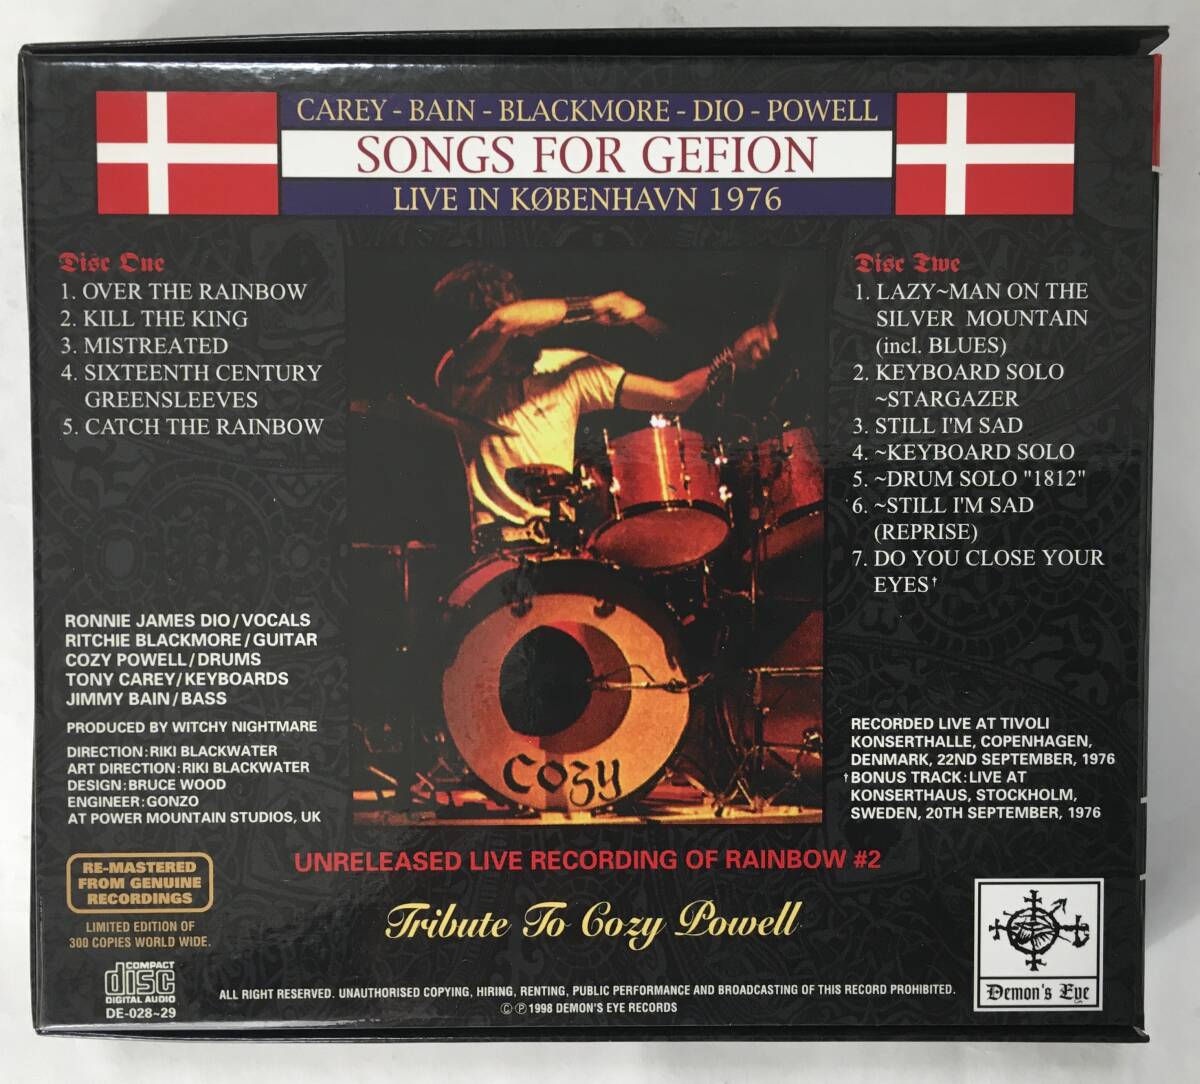 CAREY - BAIN - BLACKMORE - DIO - POWELL
SONGS FOR GEFION
LIVE IN KØBENHAVN 1976
Disc One
1. OVER THE RAINBOW
2. KILL THE KING
3. MISTREATED
4. SIXTEENTH CENTURY
GREENSLEEVES
5. CATCH THE RAINBOW
Disc Two
1. LAZY~MAN ON THE
SILVER MOUNTAIN
(incl. BLUES)
2. KEYBOARD SOLO
~STARGAZER
3. STILL I'M SAD
4. ~KEYBOARD SOLO
5. ~DRUM SOLO "1812"
6. ~STILL I'M SAD
(REPRISE)
7. DO YOU CLOSE YOUR
EYES†
Cozy
RONNIE JAMES DIO/VOCALS
RITCHIE BLACKMORE/GUITAR
COZY POWELL/DRUMS
TONY CAREY/KEYBOARDS
JIMMY BAIN/BASS
PRODUCED BY WITCHY NIGHTMARE
DIRECTION:RIKI BLACKWATER
ART DIRECTION:RIKI BLACKWATER
DESIGN:BRUCE WOOD
ENGINEER:GONZO
AT POWER MOUNTAIN STUDIOS, UK
RECORDED LIVE AT TIVOLI
KONSERTHALLE, COPENHAGEN,
DENMARK, 22ND SEPTEMBER, 1976
†BONUS TRACK:LIVE AT
KONSERTHAUS, STOCKHOLM,
SWEDEN, 20TH SEPTEMBER, 1976
UNRELEASED LIVE RECORDING OF RAINBOW #2
Tribute To Cozy Powell
RE-MASTERED
FROM GENUINE
RECORDINGS
LIMITED EDITION OF
300 COPIES WORLD WIDE.
COMPACT
disc
DIGITAL AUDIO
DE-028~29
ALL RIGHT RESERVED. UNAUTHORISED COPYING, HIRING, RENTING, PUBLIC PERFORMANCE AND BROADCASTING OF THIS RECORD PROHIBITED.
© ℗ 1998 DEMON'S EYE RECORDS
Demon's Eye